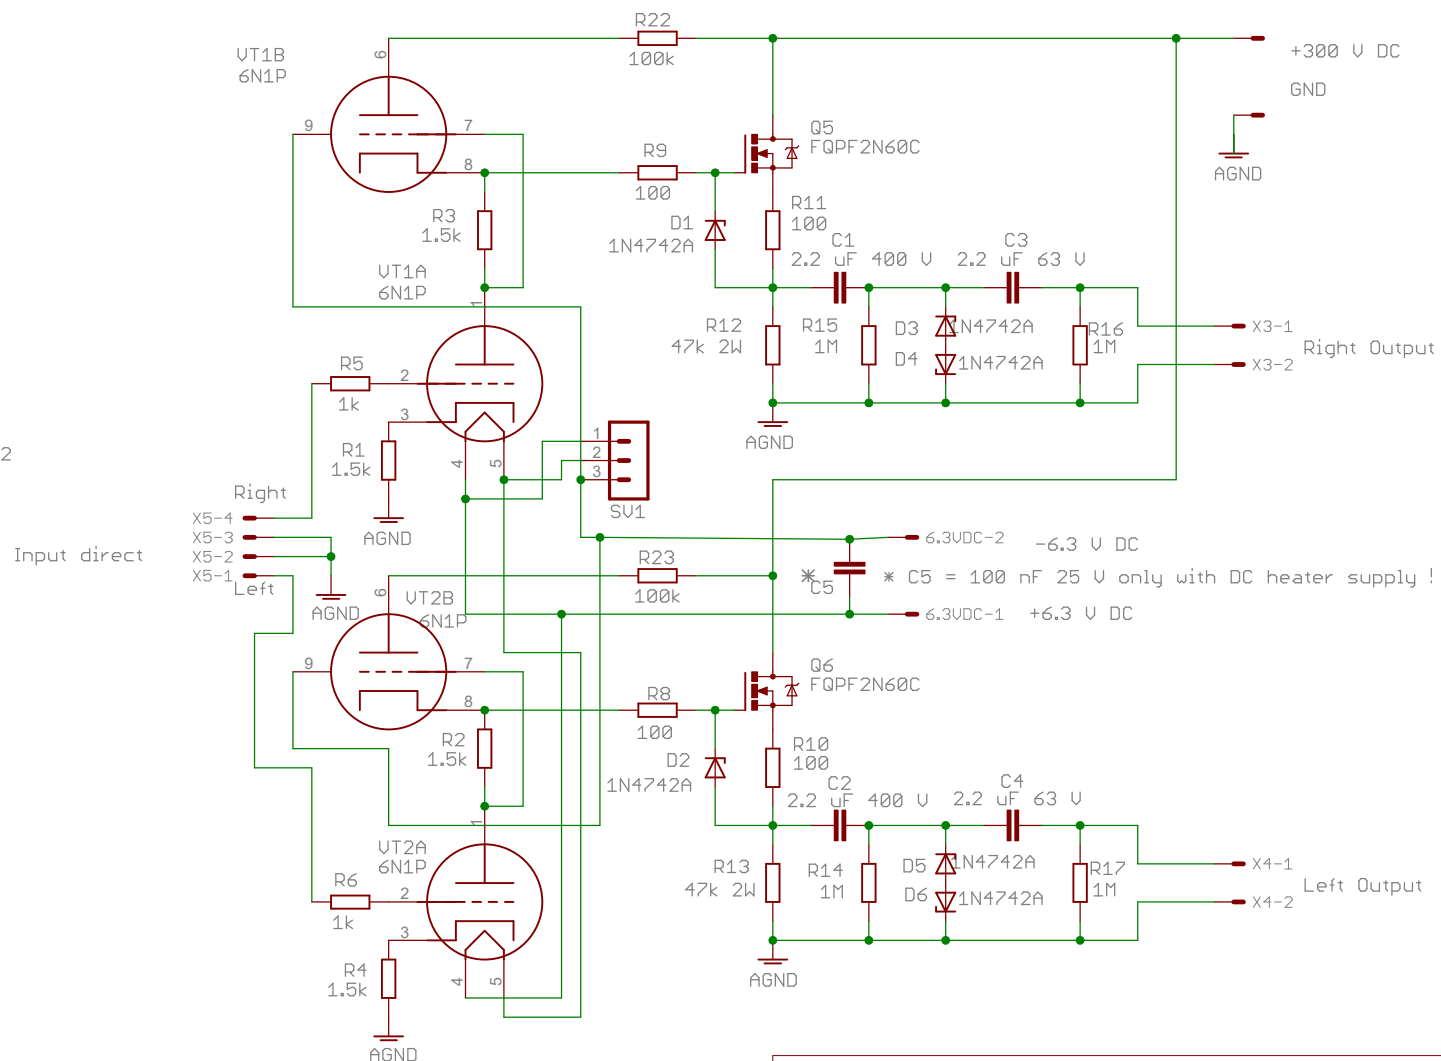 R22
100k
VT1B
6N1P
6
9
7
8
+300 V DC
GND
AGND
Q5
FQPF2N60C
R9
100
R3
1.5k
D1
1N4742A
R11
100
C1
2.2 uF 400 V
C3
2.2 uF 63 V
VT1A
6N1P
1
R12
47k 2W
R15
1M
D3
1N4742A
D4
1N4742A
R16
1M
X3-1
X3-2
Right Output
AGND
R5
1k
2
3
R1
1.5k
AGND
4
5
1
2
3
SV1
2
Right
X5-4
X5-3
X5-2
X5-1
Left
Input direct
AGND
6.3VDC-2
-6.3 V DC
* C5
* C5 = 100 nF 25 V only with DC heater supply !
6.3VDC-1
+6.3 V DC
R23
100k
VT2B
6N1P
6
9
7
8
Q6
FQPF2N60C
R8
100
R2
1.5k
D2
1N4742A
R10
100
C2
2.2 uF 400 V
C4
2.2 uF 63 V
VT2A
6N1P
1
R13
47k 2W
R14
1M
D5
1N4742A
D6
1N4742A
R17
1M
X4-1
X4-2
Left Output
AGND
R6
1k
2
3
R4
1.5k
AGND
4
5